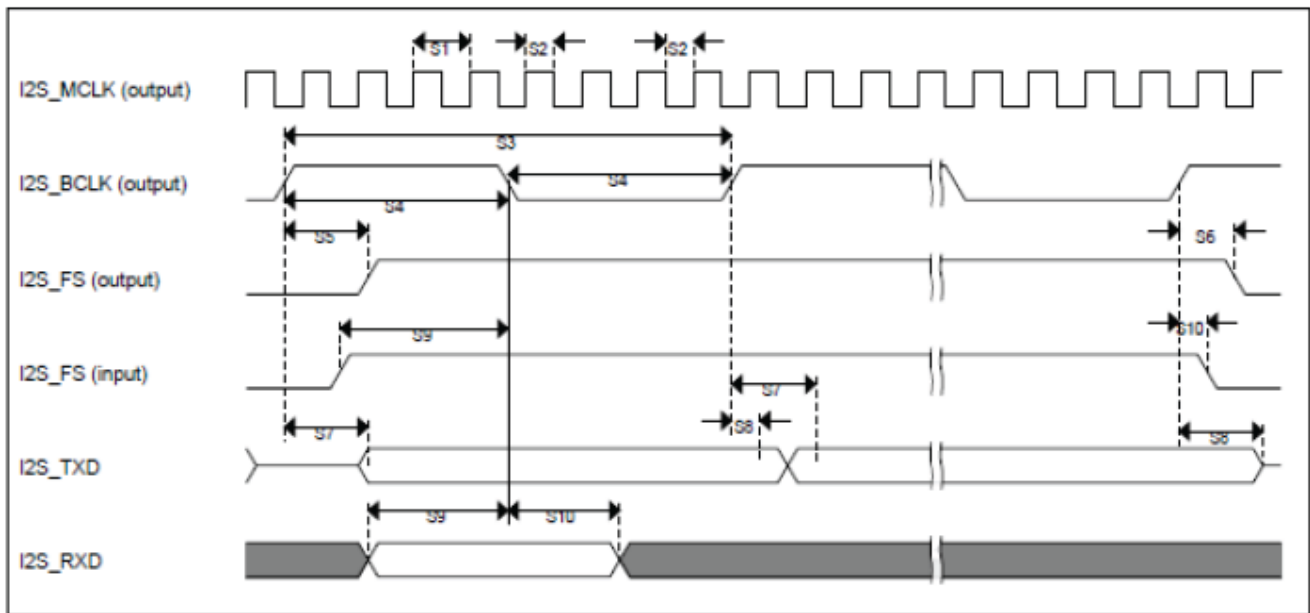 S1 S2 S2
I2S_MCLK (output)
S3
I2S_BCLK (output)
S4
S4
S5 S6
I2S_FS (output)
S9 S10
I2S_FS (input)
S7
S8
S7 S8
I2S_TXD
S9 S10
I2S_RXD